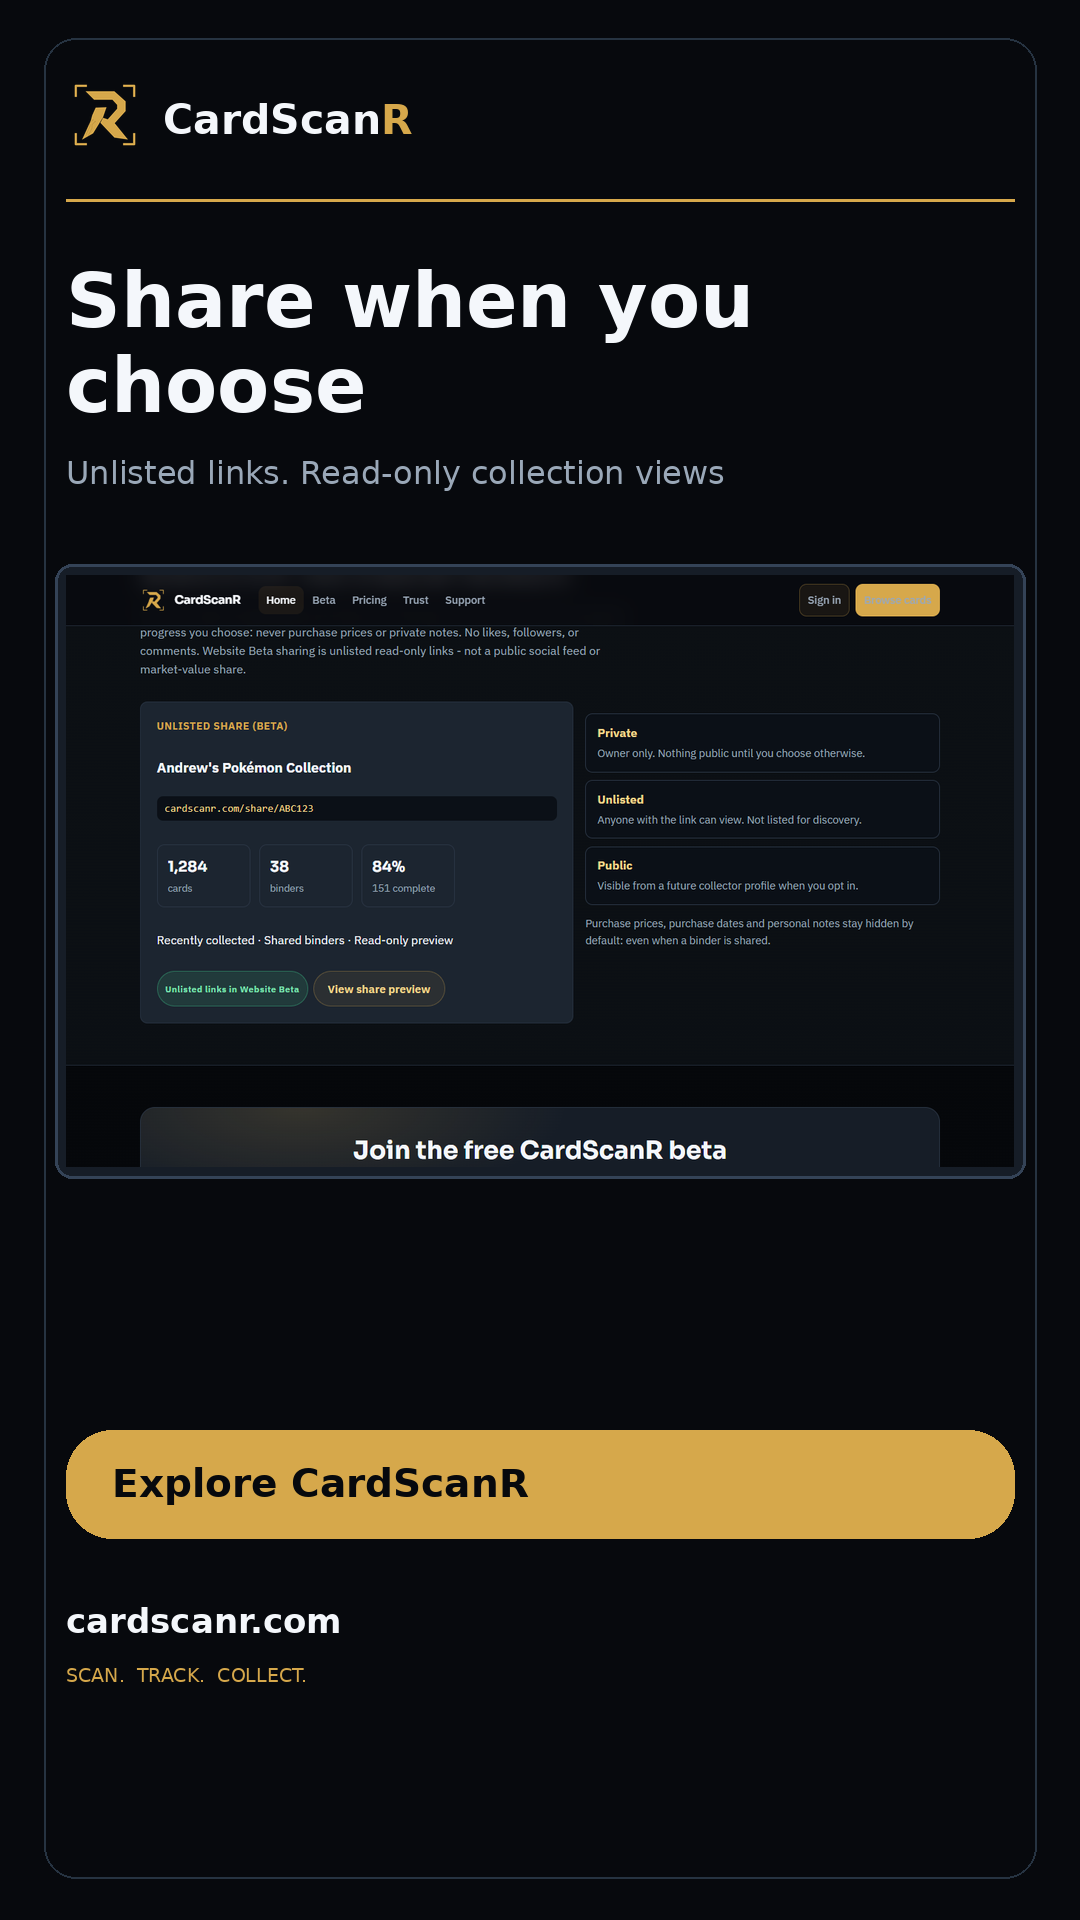 CardScanR
Share when you
choose
Unlisted links. Read-only collection views
CardScanR
Home
Beta
Pricing
Trust
Support
Sign in
progress you choose: never purchase prices or private notes. No likes, followers, or
comments. Website Beta sharing is unlisted read-only links - not a public social feed or
market-value share.
UNLISTED SHARE (BETA)
Andrew's Pokémon Collection
cardscanr.com/share/ABC123
1,284
cards
38
binders
84%
151 complete
Recently collected · Shared binders · Read-only preview
Unlisted links in Website Beta
View share preview
Private
Owner only. Nothing public until you choose otherwise.
Unlisted
Anyone with the link can view. Not listed for discovery.
Public
Visible from a future collector profile when you opt in.
Purchase prices, purchase dates and personal notes stay hidden by
default: even when a binder is shared.
Join the free CardScanR beta
Explore CardScanR
cardscanr.com
SCAN. TRACK. COLLECT.